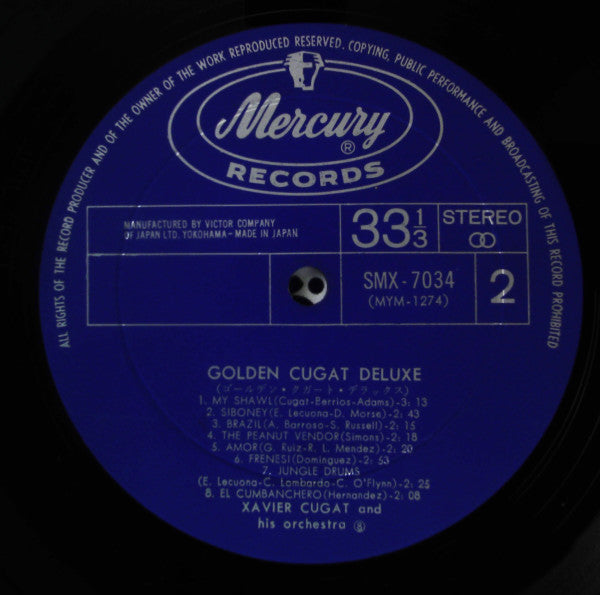 ALL RIGHTS OF THE RECORD PRODUCER AND OF THE OWNER OF THE WORK REPRODUCED RESERVED. COPYING, PUBLIC PERFORMANCE AND BROADCASTING OF THIS RECORD PROHIBITED
Mercury
®
RECORDS
MANUFACTURED BY VICTOR COMPANY
OF JAPAN LTD. YOKOHAMA-MADE IN JAPAN
33 1/3
STEREO
SMX-7034
(MYM-1274)
2
GOLDEN CUGAT DELUXE
(ゴールデン・クガート・デラックス)
1. MY SHAWL(Cugat-Berrios-Adams)-3: 13
2. SIBONEY(E. Lecuona-D. Morse)-2: 43
3. BRAZIL(A. Barroso-S. Russell)-2: 15
4. THE PEANUT VENDOR(Simons)-2: 18
5. AMOR(G. Ruiz-R. L. Mendez)-2: 20
6. FRENESI(Dominguez)-2: 53
7. JUNGLE DRUMS
(E. Lecuona-C. Lombardo-C. O'Flynn)-2: 25
8. EL CUMBANCHERO(Hernandez)-2: 08
XAVIER CUGAT and
his orchestra ⑧